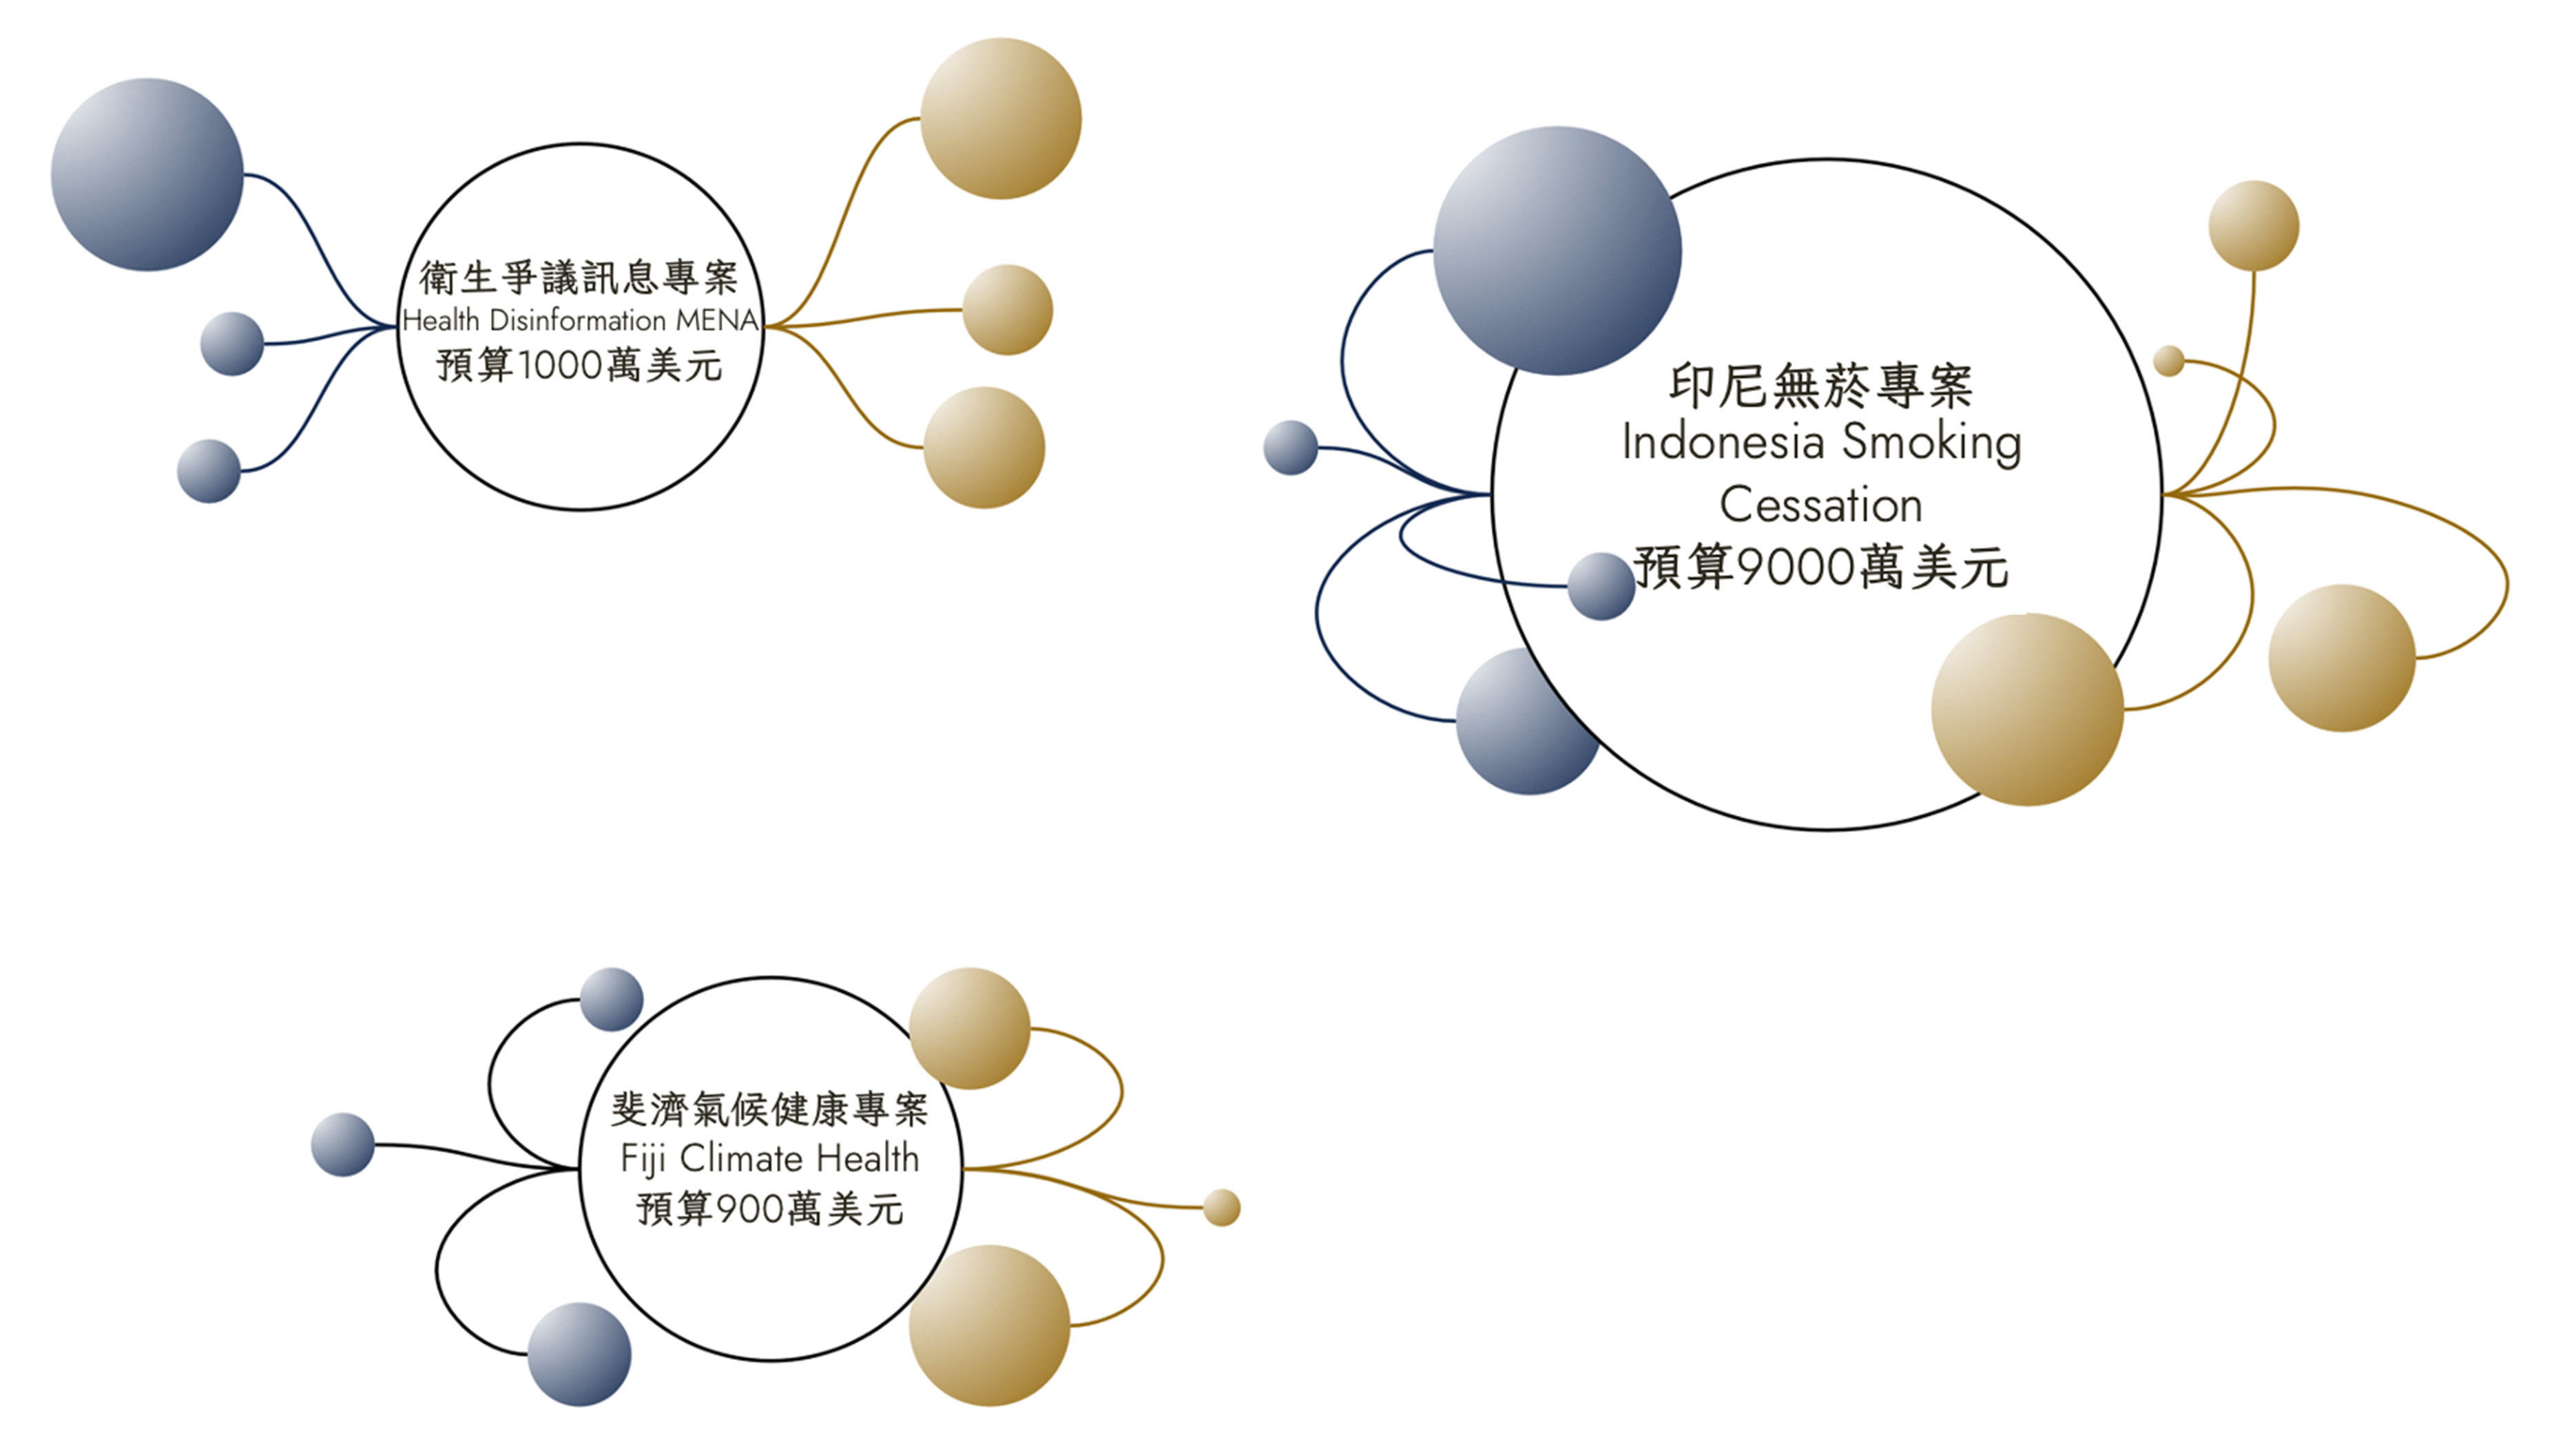 衛生爭議訊息專案
Health Disinformation MENA
預算1000萬美元
印尼無菸專案
Indonesia Smoking
Cessation
預算9000萬美元
斐濟氣候健康專案
Fiji Climate Health
預算900萬美元